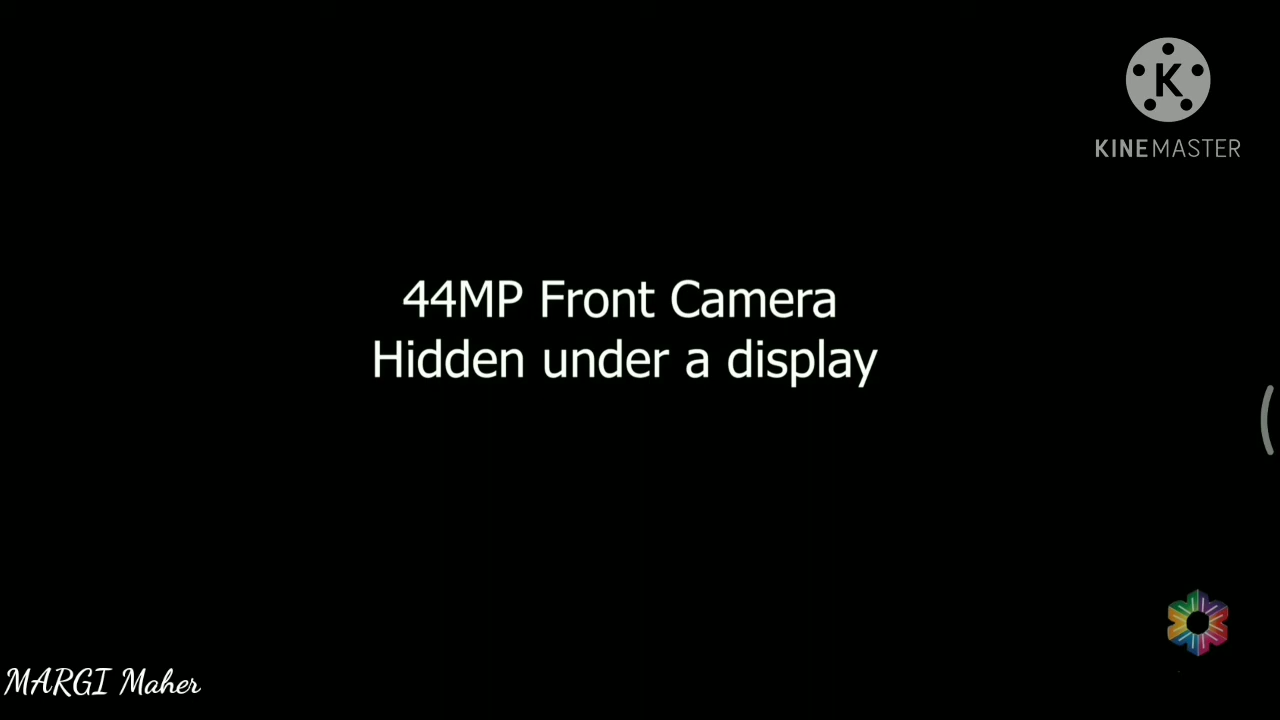 K
KINEMASTER
44MP Front Camera
Hidden under a display
MARGI Maher